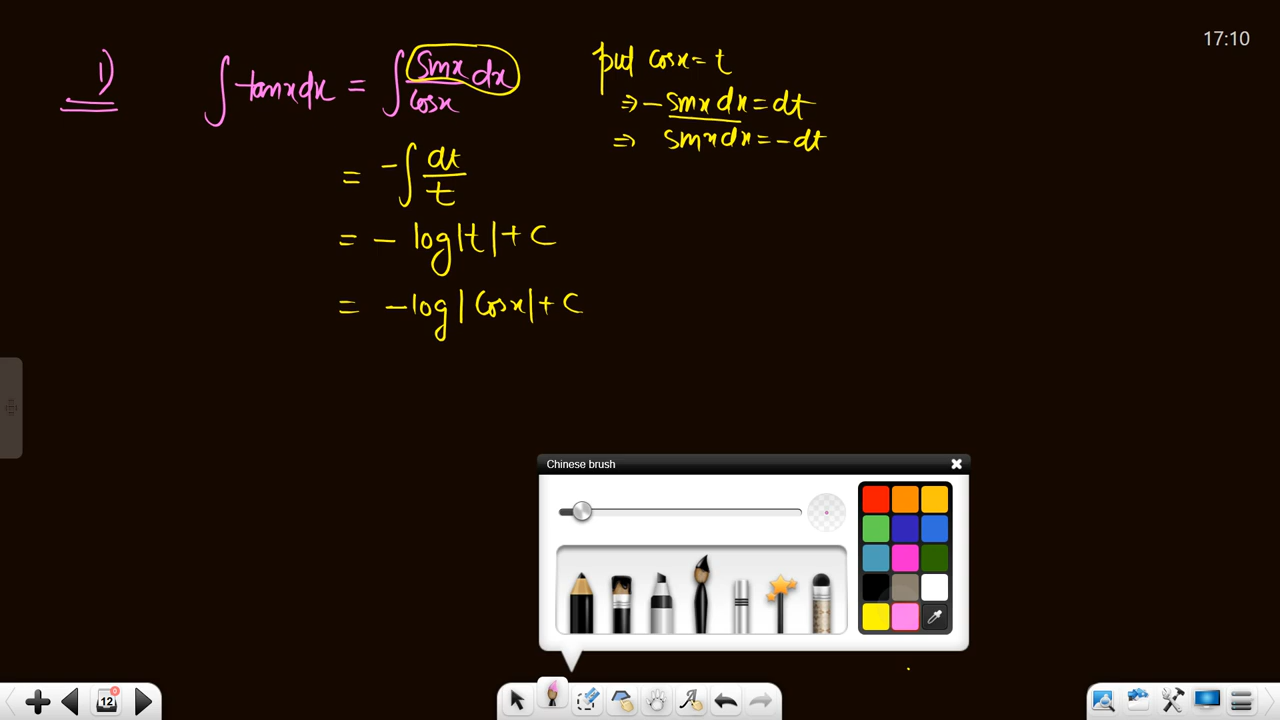 17:10
1) ∫ tanx dx = ∫ sinx/cosx dx
put cosx = t
⇒ - sinx dx = dt
⇒ sinx dx = - dt
= - ∫ dt/t
= - log|t| + c
= - log|cosx| + c
Chinese brush
12
0